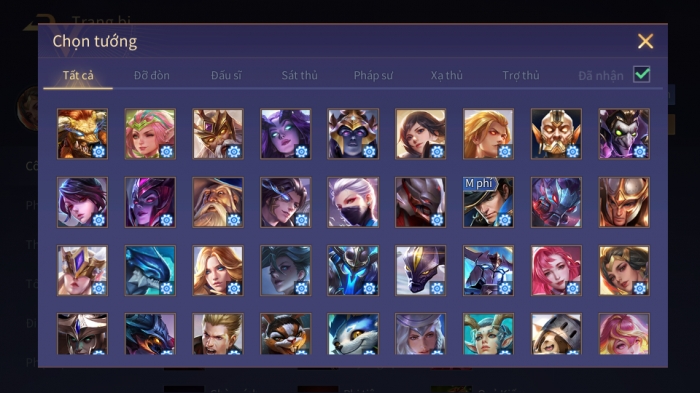 Trang bị
Chọn tướng
Tất cả
Đỡ đòn
Đấu sĩ
Sát thủ
Pháp sư
Xạ thủ
Trợ thủ
Đã nhận
M phí